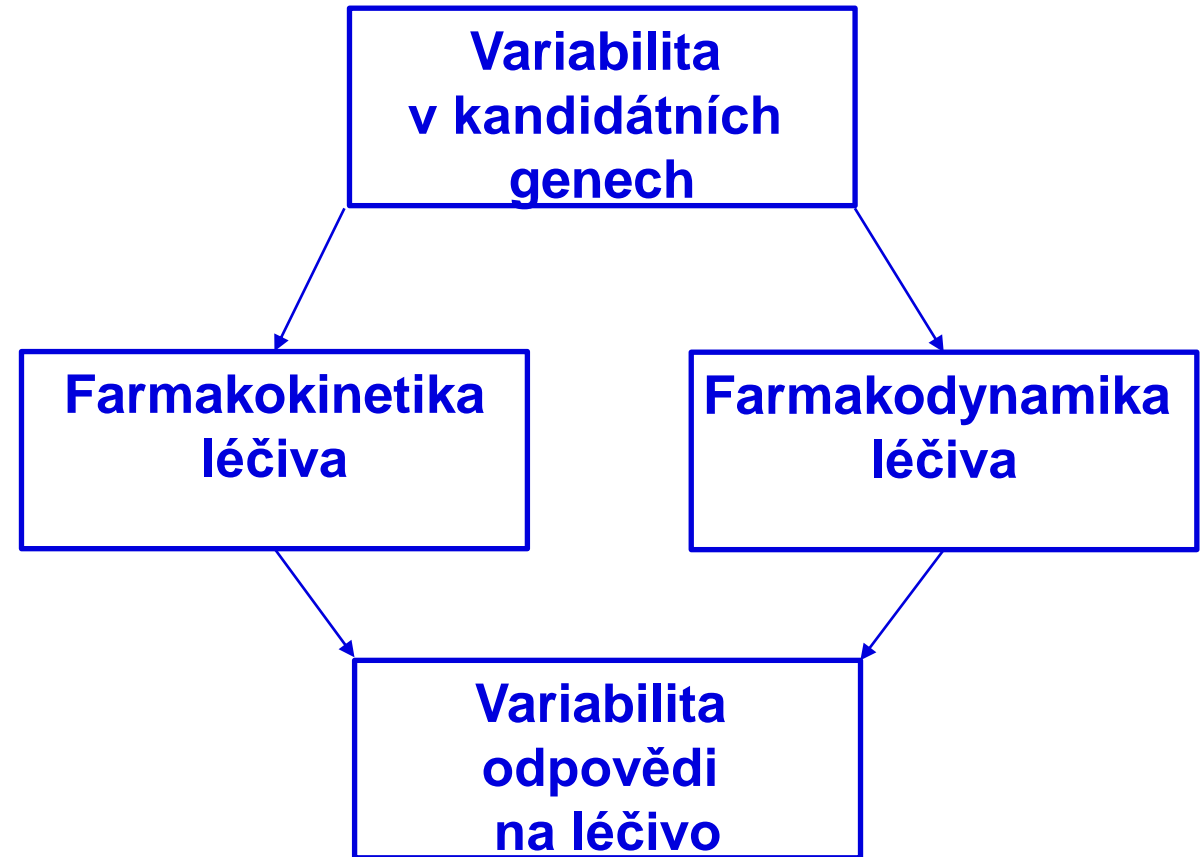 Variabilita
v kandidátních
genech
Farmakokinetika
léčiva
Farmakodynamika
léčiva
Variabilita
odpovědi
na léčivo